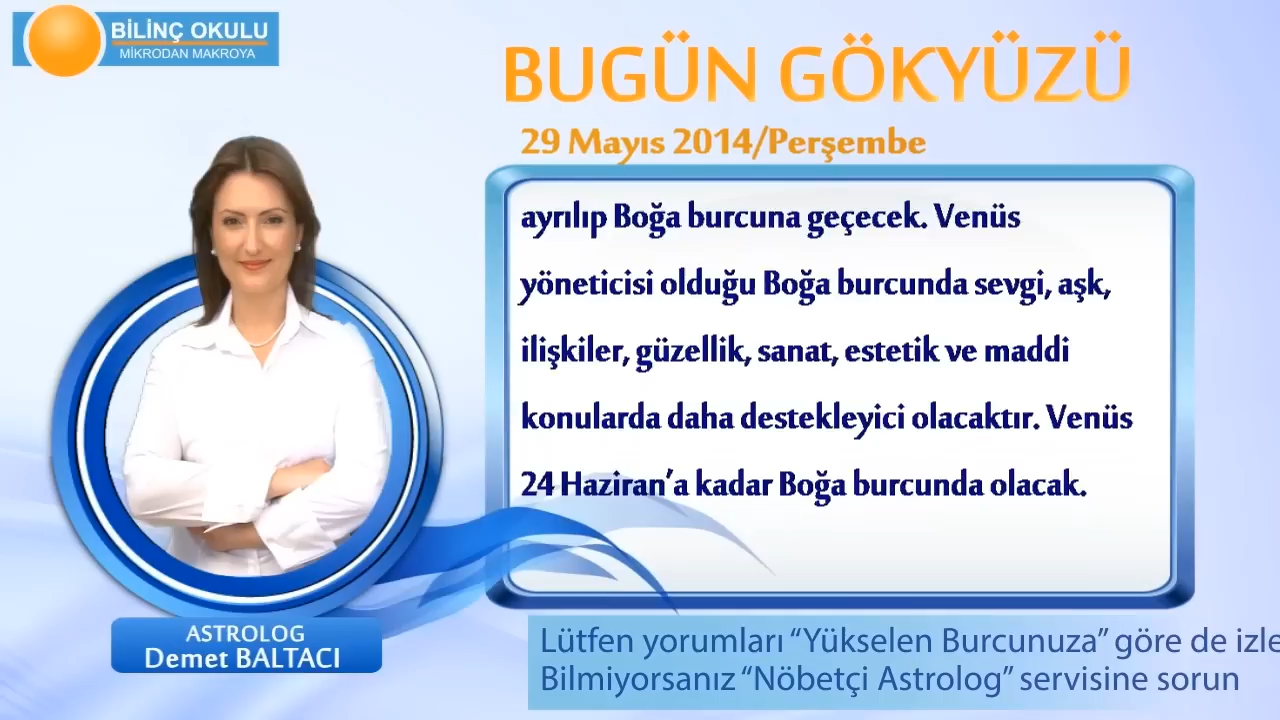 BİLİNÇ OKULU
MİKRODAN MAKROYA
BUGÜN GÖKYÜZÜ
29 Mayıs 2014/Perşembe
ayrılıp Boğa burcuna geçecek. Venüs
yöneticisi olduğu Boğa burcunda sevgi, aşk,
ilişkiler, güzellik, sanat, estetik ve maddi
konularda daha destekleyici olacaktır. Venüs
24 Haziran'a kadar Boğa burcunda olacak.
ASTROLOG
Demet BALTACI
Lütfen yorumları “Yükselen Burcunuza” göre de izle
Bilmiyorsanız “Nöbetçi Astrolog” servisine sorun